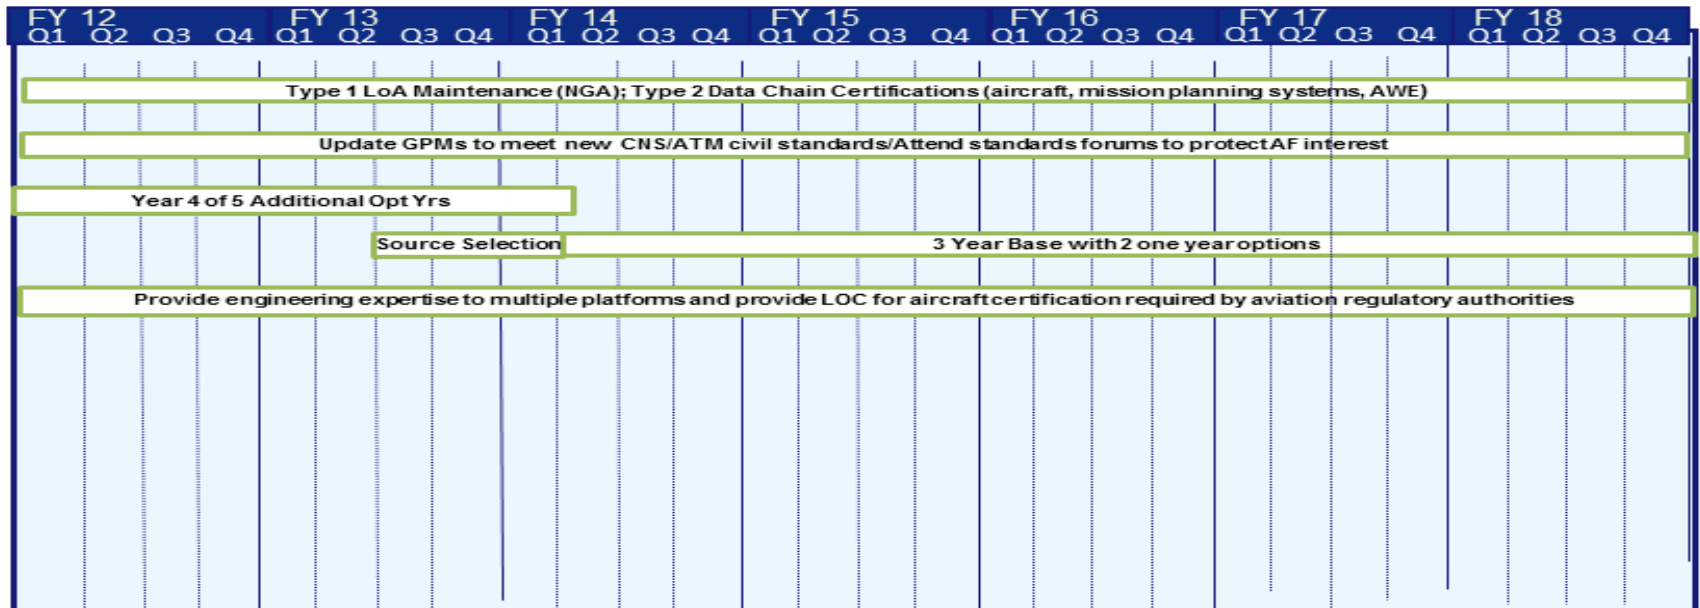 FY 12 FY 13 FY 14 FY 15 FY 16 FY 17 FY 18
Q1 Q2 Q3 Q4 Q1 Q2 Q3 Q4 Q1 Q2 Q3 Q4 Q1 Q2 Q3 Q4 Q1 Q2 Q3 Q4 Q1 Q2 Q3 Q4 Q1 Q2 Q3 Q4
Type 1 LoA Maintenance (NGA); Type 2 Data Chain Certifications (aircraft, mission planning systems, AWE)
Update GPMs to meet new CNS/ATM civil standards/Attend standards forums to protect AF interest
Year 4 of 5 Additional Opt Yrs
Source Selection 3 Year Base with 2 one year options
Provide engineering expertise to multiple platforms and provide LOC for aircraft certification required by aviation regulatory authorities